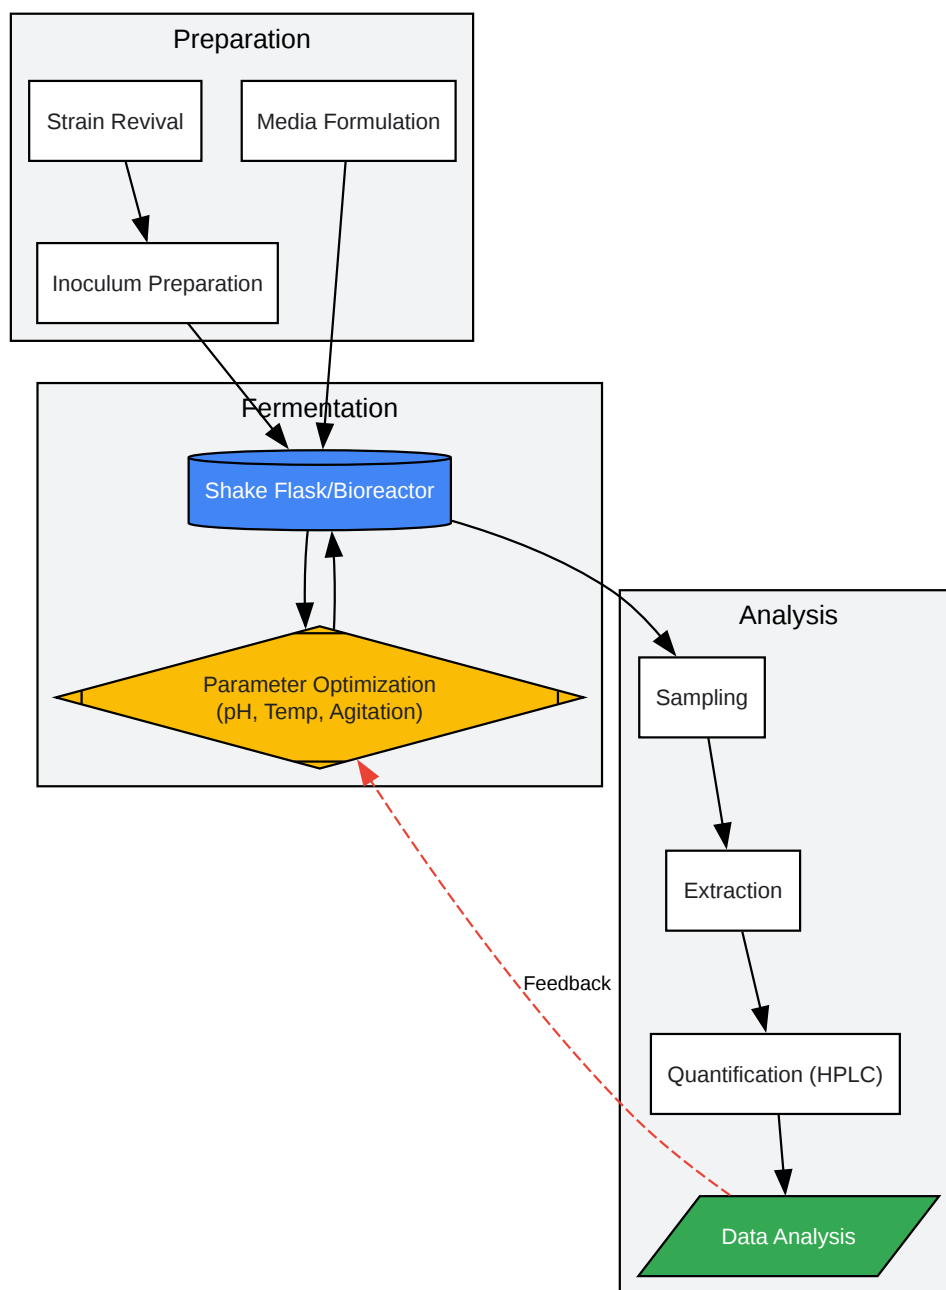 Preparation
Strain Revival
Media Formulation
Inoculum Preparation
Fermentation
Shake Flask/Bioreactor
Parameter Optimization
(pH, Temp, Agitation)
Analysis
Sampling
Extraction
Feedback
Quantification (HPLC)
Data Analysis